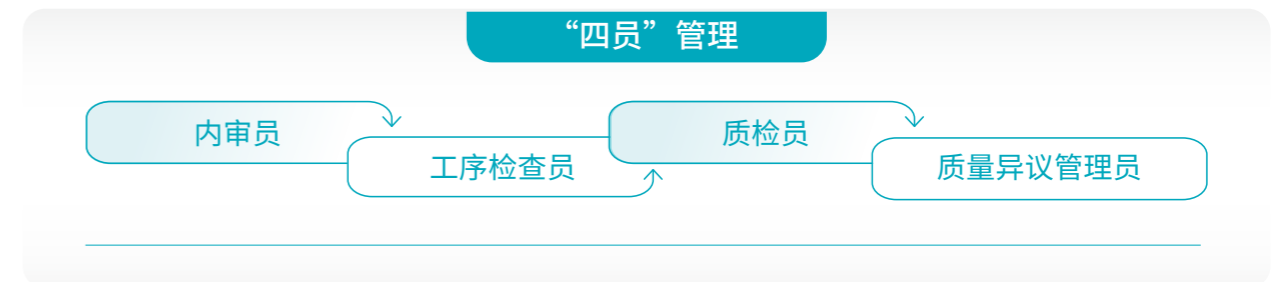 “四员”管理
内审员
工序检查员
质检员
质量异议管理员